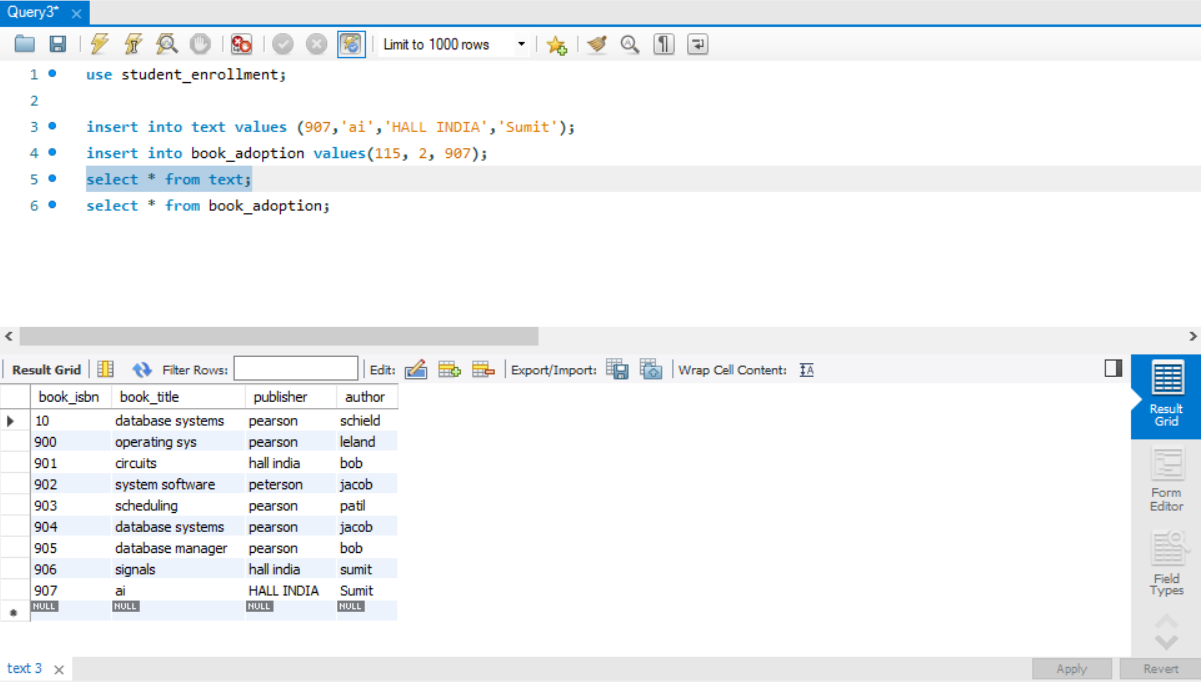 Query3*
Limit to 1000 rows
1 use student_enrollment;
2
3 insert into text values (907,'ai','HALL INDIA','Sumit');
4 insert into book_adoption values(115, 2, 907);
5 select * from text;
6 select * from book_adoption;
Result Grid Filter Rows: Edit: Export/Import: Wrap Cell Content: IA
book_isbn book_title publisher author
10 database systems pearson schield
900 operating sys pearson leland
901 circuits hall india bob
902 system software peterson jacob
903 scheduling pearson patil
904 database systems pearson jacob
905 database manager pearson bob
906 signals hall india sumit
907 ai HALL INDIA Sumit
NULL NULL NULL NULL
Result
Grid
Form
Editor
Field
Types
text 3
Apply Revert